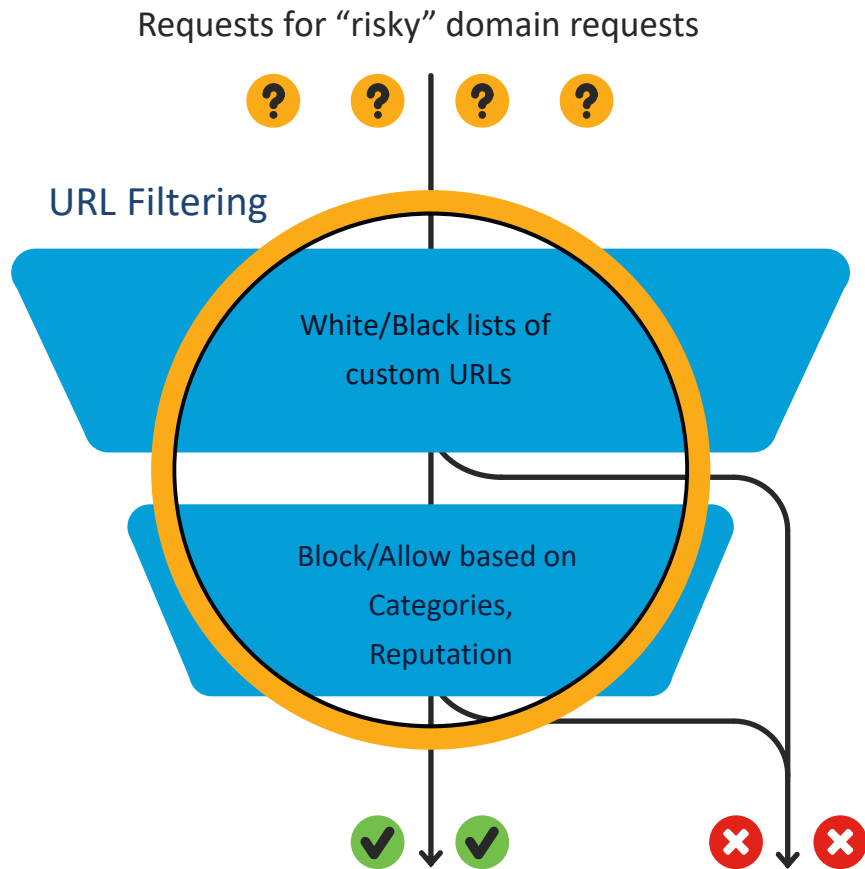 Requests for “risky” domain requests
? ? ? ?
URL Filtering
White/Black lists of
custom URLs
Block/Allow based on
Categories,
Reputation